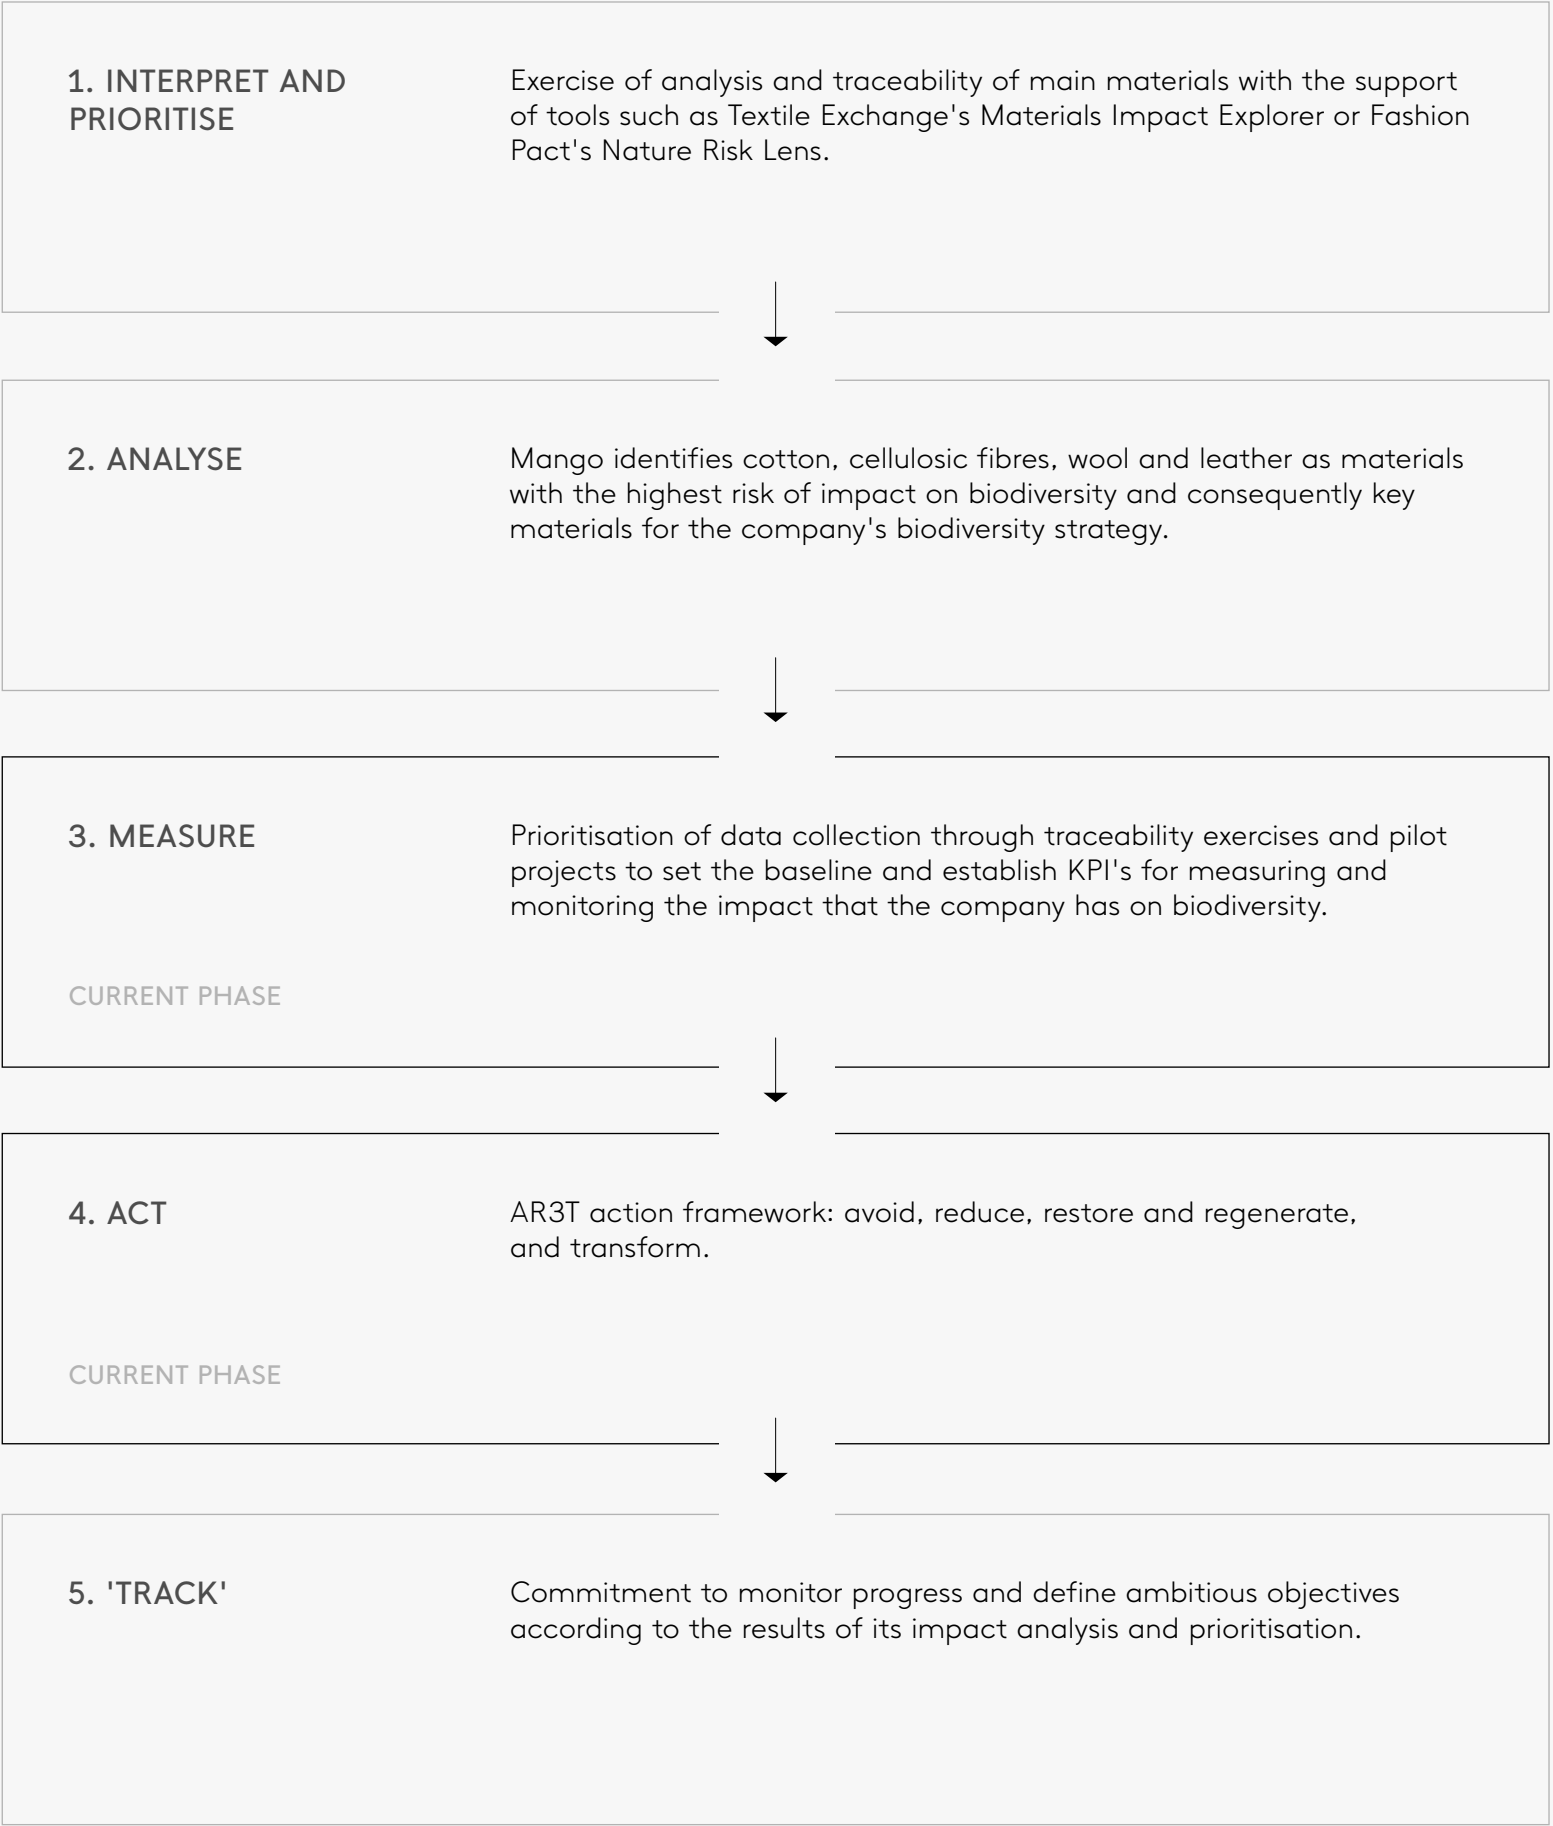 1. INTERPRET AND
PRIORITISE
Exercise of analysis and traceability of main materials with the support
of tools such as Textile Exchange's Materials Impact Explorer or Fashion
Pact's Nature Risk Lens.
2. ANALYSE
Mango identifies cotton, cellulosic fibres, wool and leather as materials
with the highest risk of impact on biodiversity and consequently key
materials for the company's biodiversity strategy.
3. MEASURE
Prioritisation of data collection through traceability exercises and pilot
projects to set the baseline and establish KPI's for measuring and
monitoring the impact that the company has on biodiversity.
CURRENT PHASE
4. ACT
AR3T action framework: avoid, reduce, restore and regenerate,
and transform.
CURRENT PHASE
5. 'TRACK'
Commitment to monitor progress and define ambitious objectives
according to the results of its impact analysis and prioritisation.